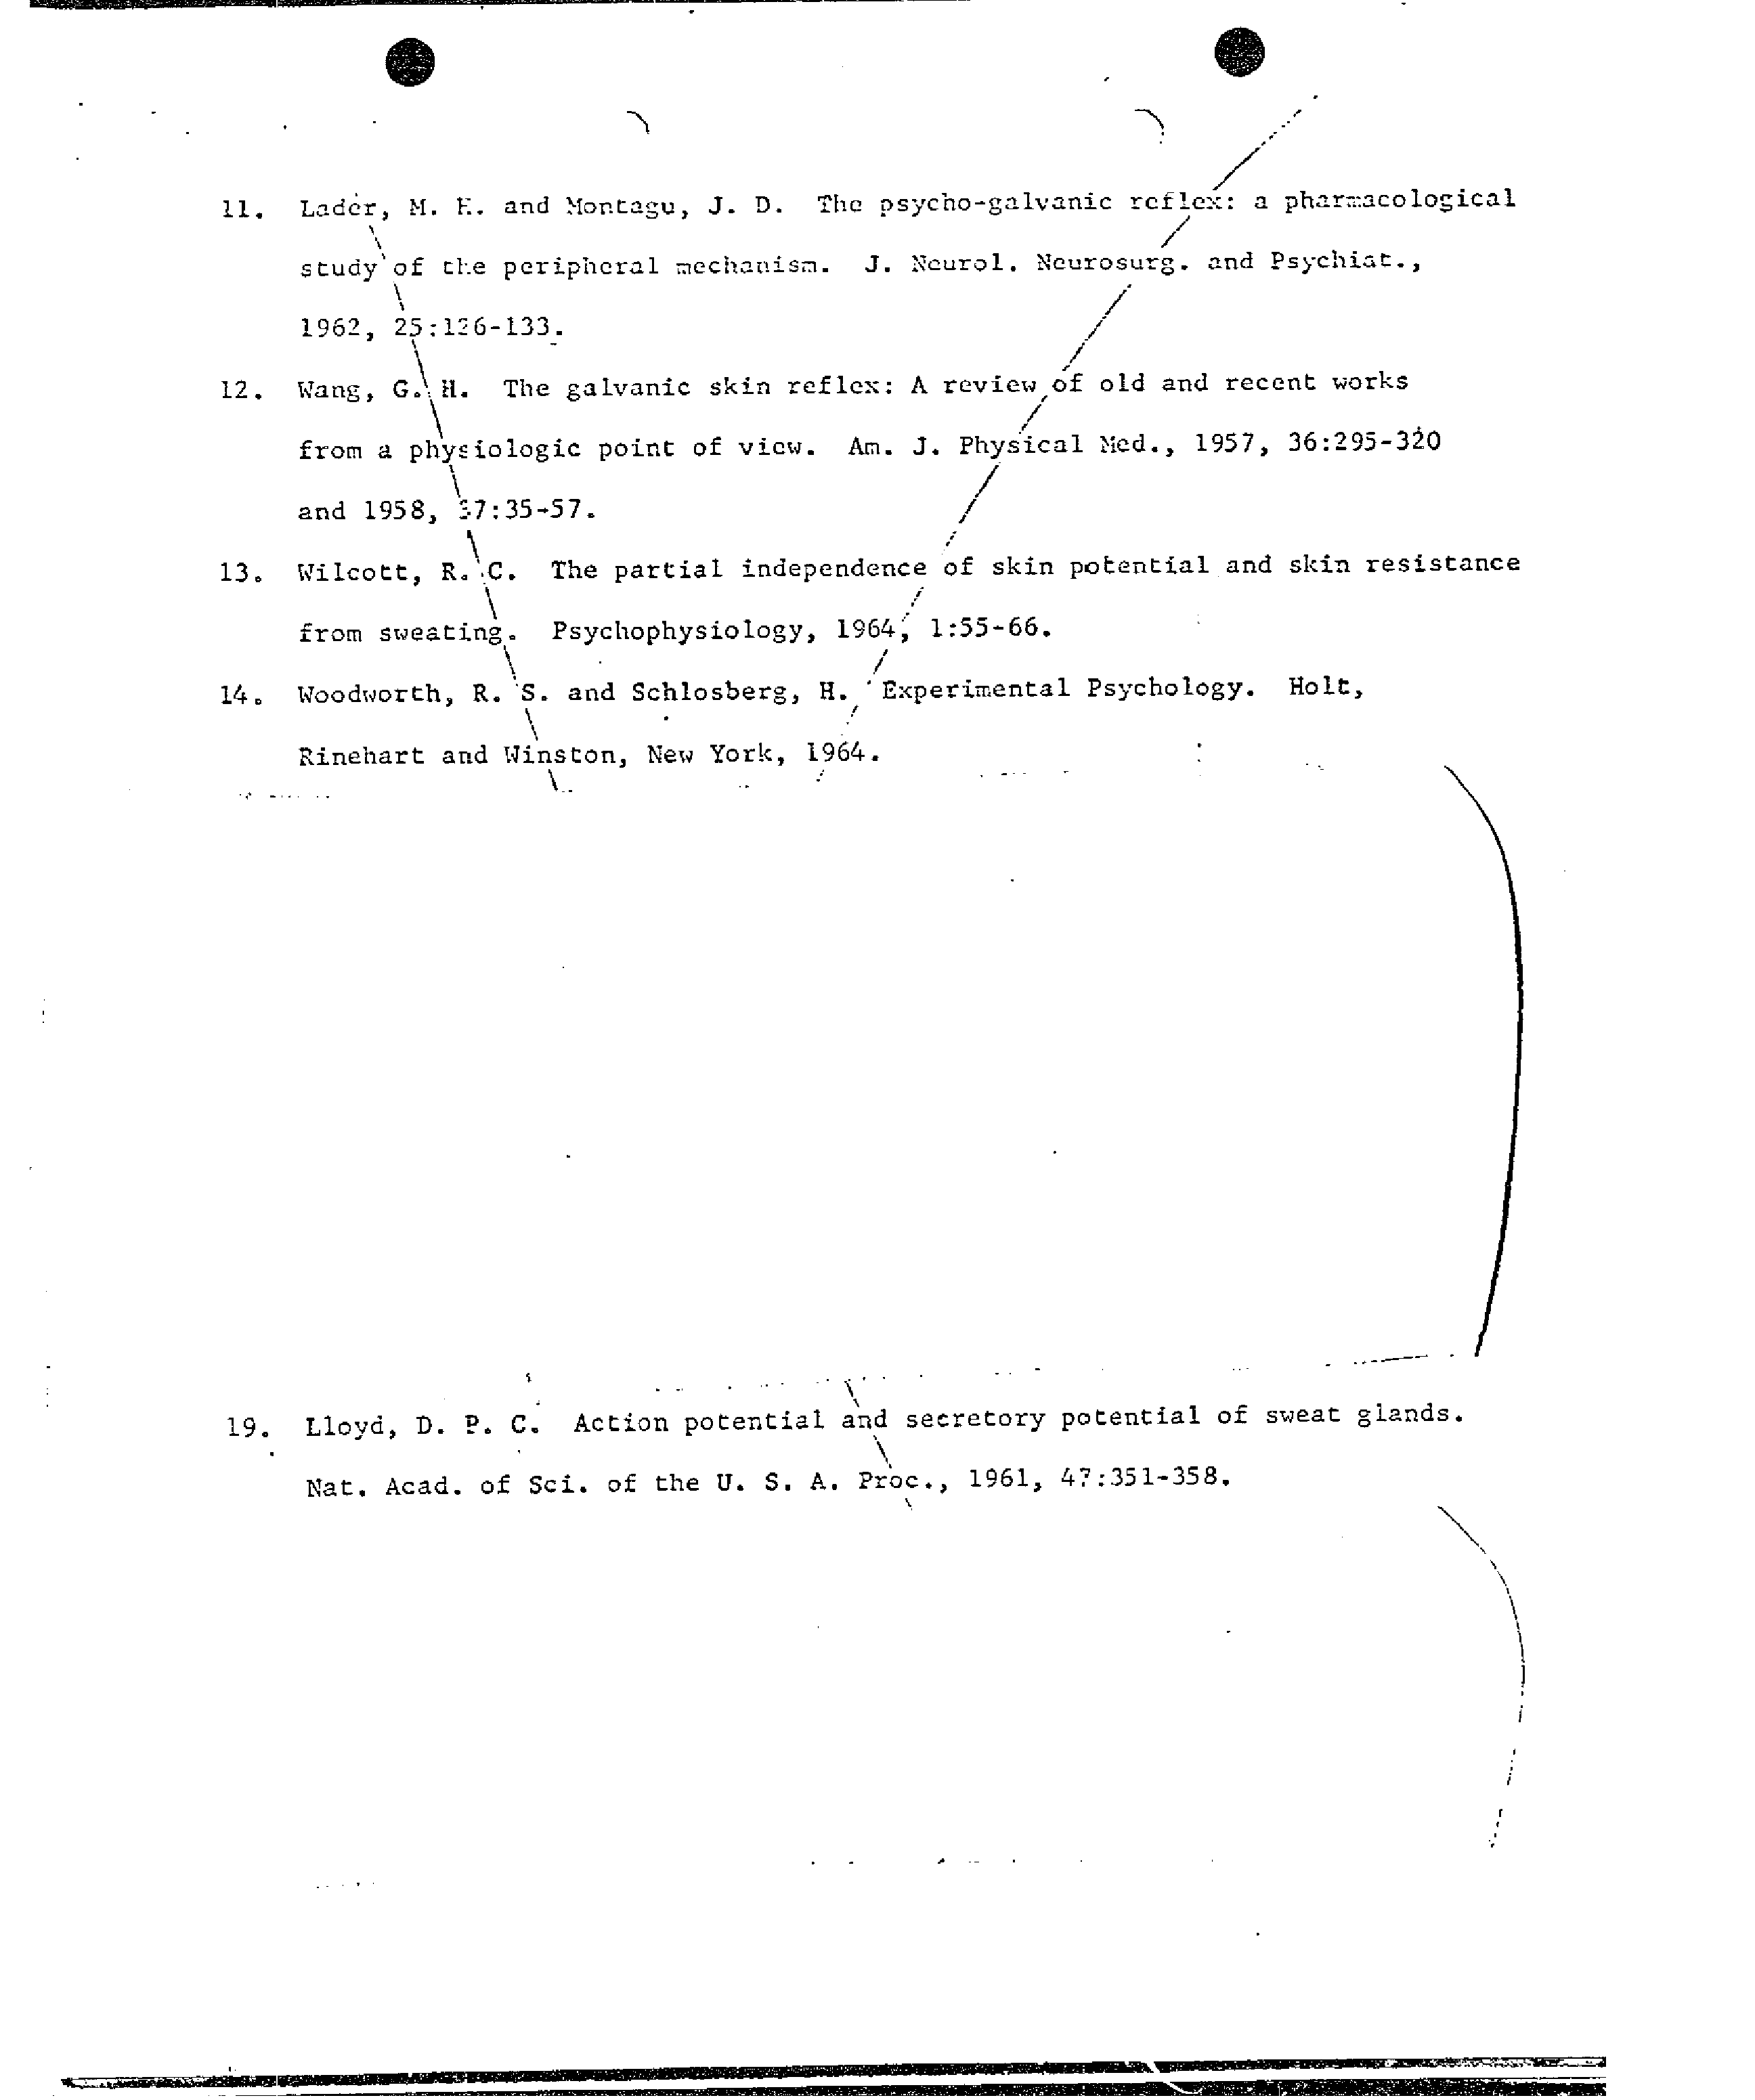 11. Lader, M. H. and Montagu, J. D. The psycho-galvanic reflex: a pharmacological
study of the peripheral mechanism. J. Neurol. Neurosurg. and Psychiat.,
1962, 25:126-133.
12. Wang, G. H. The galvanic skin reflex: A review of old and recent works
from a physiologic point of view. Am. J. Physical Med., 1957, 36:295-320
and 1958, 37:35-57.
13. Wilcott, R. C. The partial independence of skin potential and skin resistance
from sweating. Psychophysiology, 1964, 1:55-66.
14. Woodworth, R. S. and Schlosberg, H. Experimental Psychology. Holt,
Rinehart and Winston, New York, 1964.
19. Lloyd, D. P. C. Action potential and secretory potential of sweat glands.
Nat. Acad. of Sci. of the U. S. A. Proc., 1961, 47:351-358.